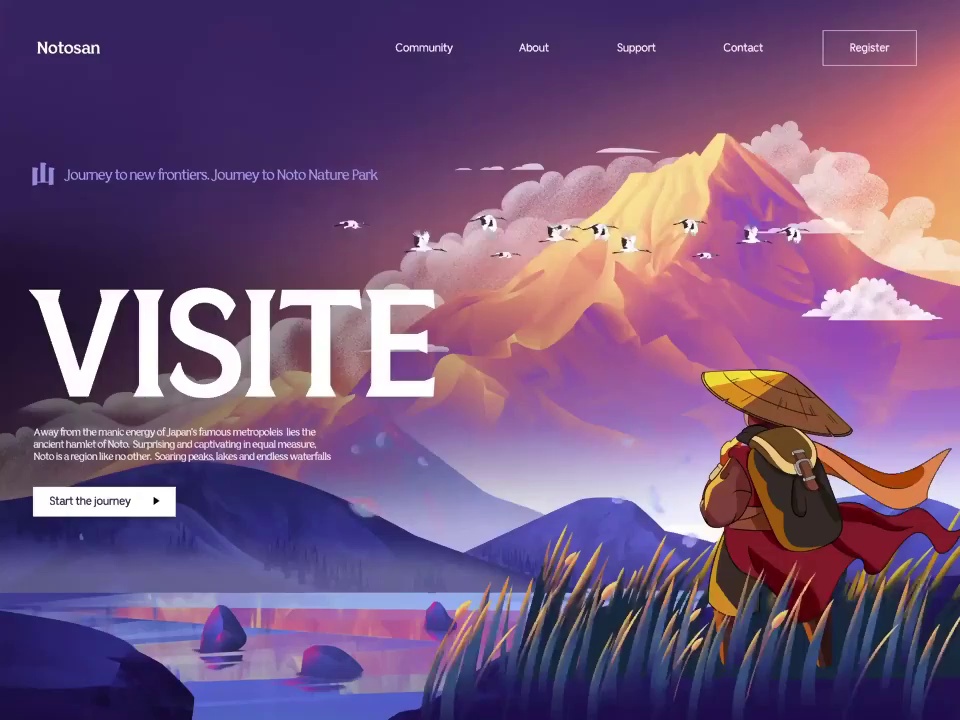 Notosan
Community
About
Support
Contact
Register
Journey to new frontiers. Journey to Noto Nature Park
VISITE
Away from the manic energy of Japan's famous metropoleis lies the
ancient hamlet of Noto. Surprising and captivating in equal measure,
Noto is a region like no other. Soaring peaks, lakes and endless waterfalls
Start the journey